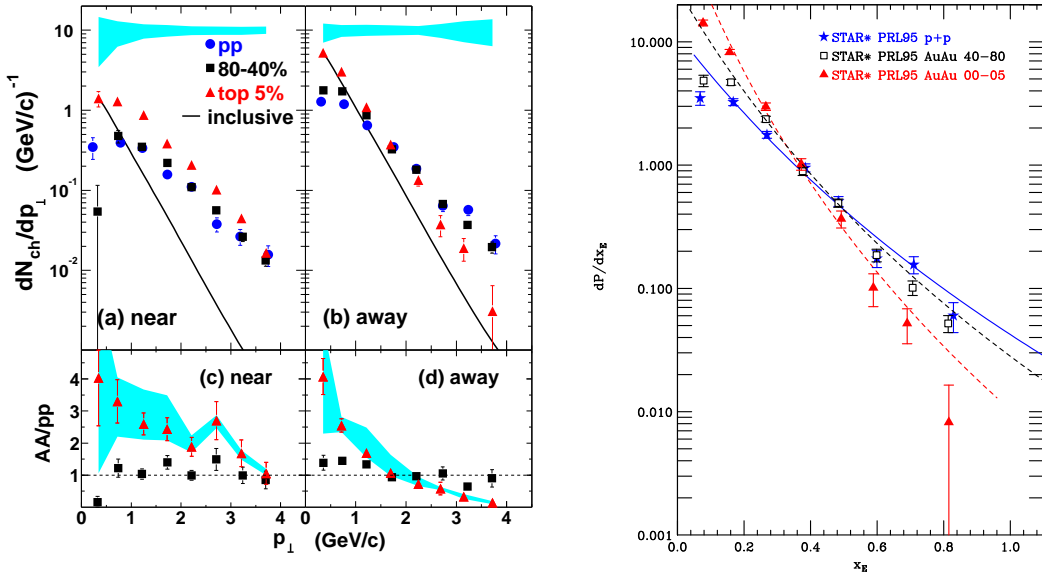 10
1
10⁻¹
10⁻²
dN_ch/dp_⊥ (GeV/c)⁻¹
pp
80-40%
top 5%
inclusive
(a) near
(b) away
(c) near
(d) away
AA/pp
4
3
2
1
0 1 2 3 0 1 2 3 4
p_⊥ (GeV/c)
STAR* PRL95 p+p
STAR* PRL95 AuAu 40-80
STAR* PRL95 AuAu 00-05
10.000
1.000
0.100
0.010
0.001
dP/dx_E
0.0 0.2 0.4 0.6 0.8 1.0
x_E